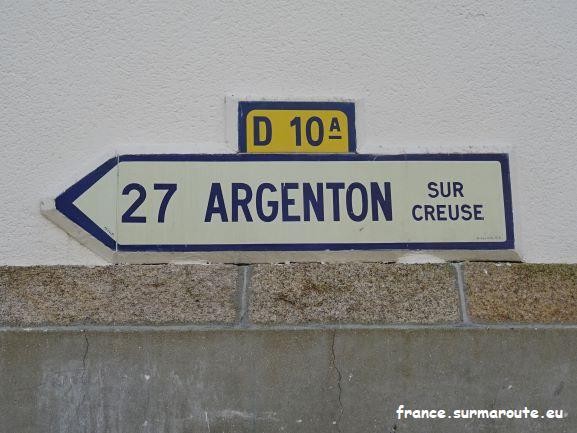 D 10A
27 ARGENTON SUR
CREUSE
france.surmaroute.eu